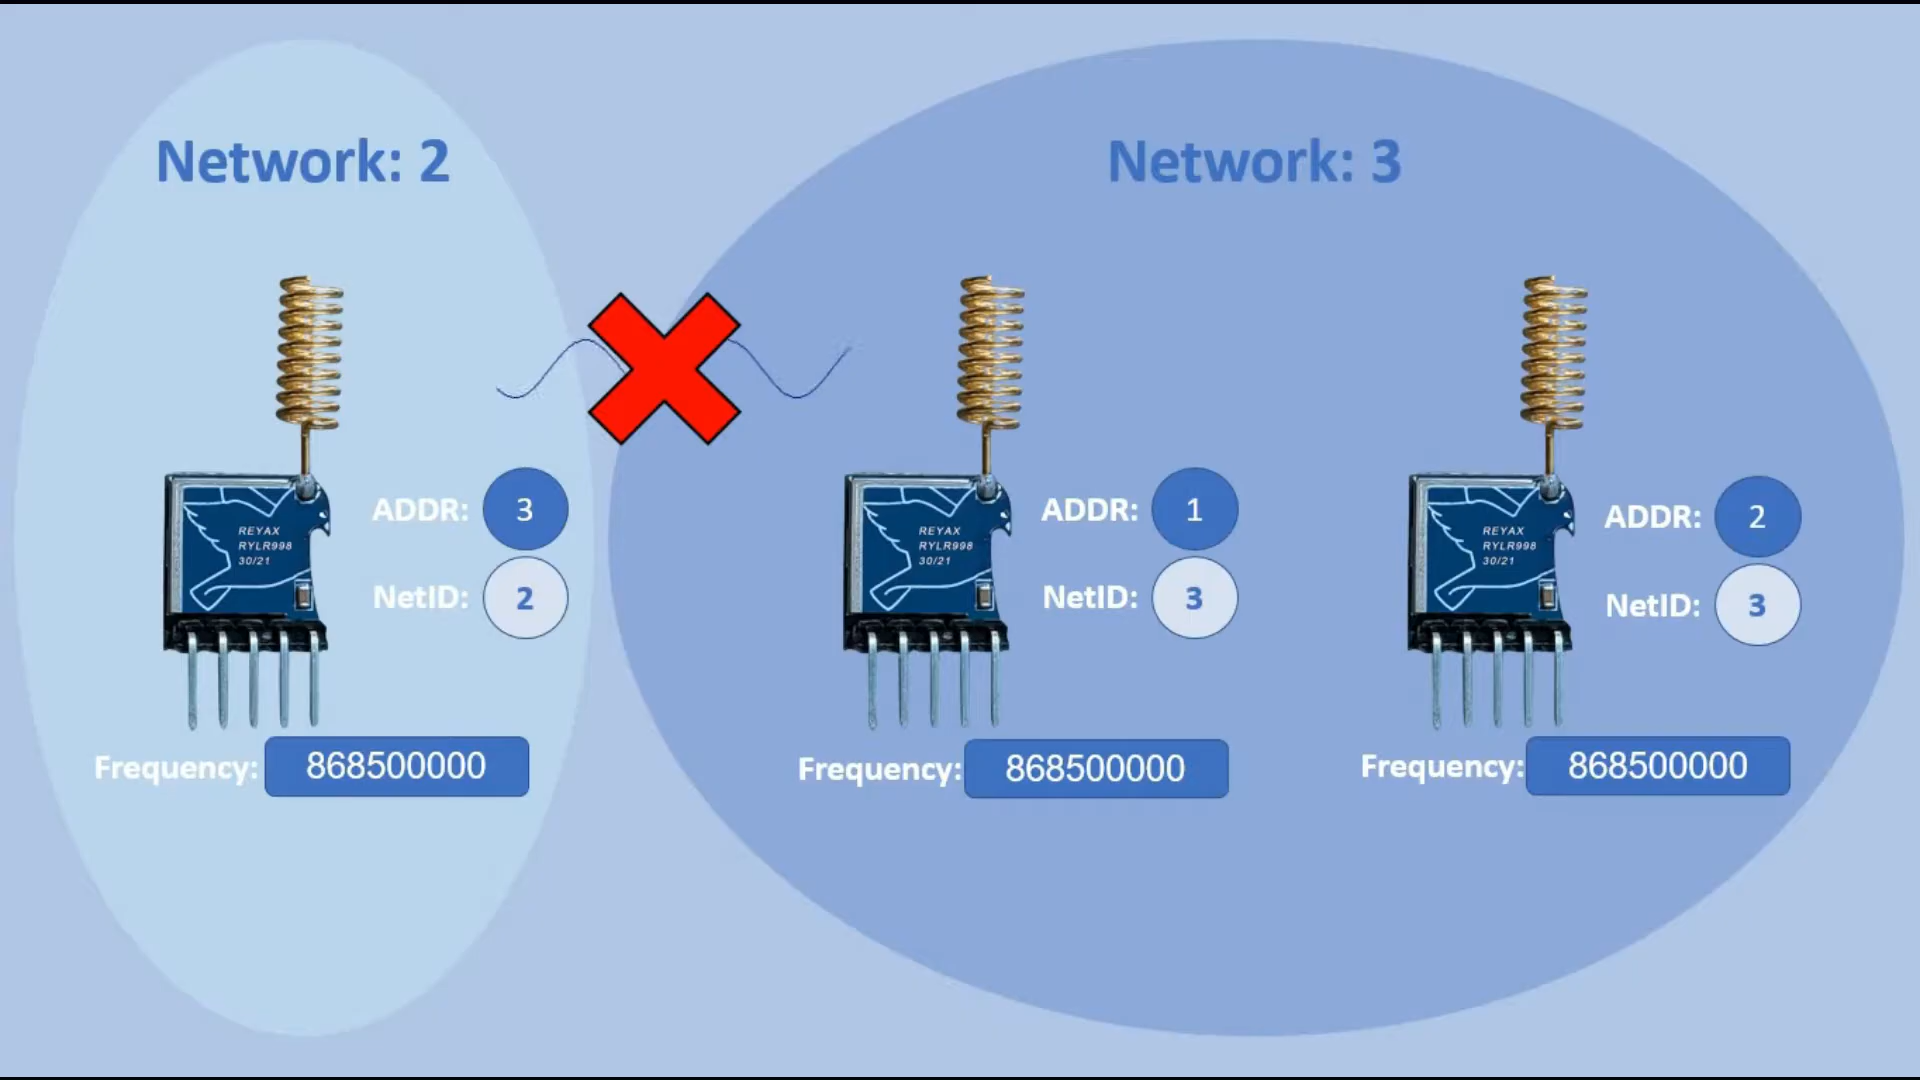 Network: 2
Network: 3
REYAX
RYLR998
30/21
ADDR: 3
NetID: 2
Frequency: 868500000
REYAX
RYLR998
30/21
ADDR: 1
NetID: 3
Frequency: 868500000
REYAX
RYLR998
30/21
ADDR: 2
NetID: 3
Frequency: 868500000